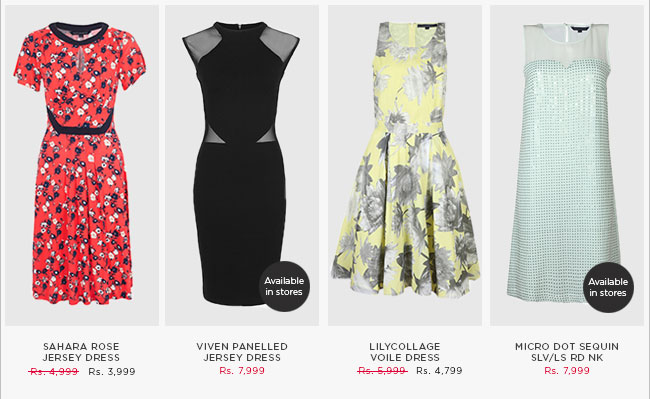 Available
in stores
Available
in stores
SAHARA ROSE
JERSEY DRESS
Rs. 4,999 Rs. 3,999
VIVEN PANELLED
JERSEY DRESS
Rs. 7,999
LILYCOLLAGE
VOILE DRESS
Rs. 5,999 Rs. 4,799
MICRO DOT SEQUIN
SLV/LS RD NK
Rs. 7,999